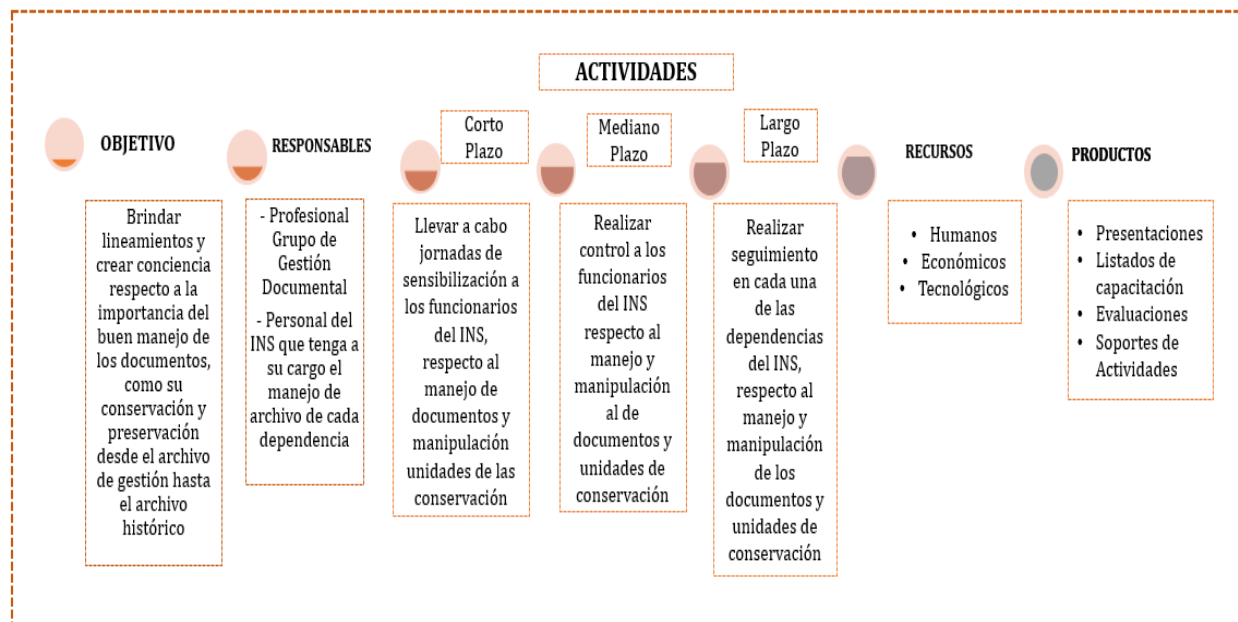 ACTIVIDADES
OBJETIVO
Brindar
lineamientos y
crear conciencia
respecto a la
importancia del
buen manejo de
los documentos,
como su
conservación y
preservación
desde el archivo
de gestión hasta
el archivo
histórico
RESPONSABLES
- Profesional
Grupo de
Gestión
Documental
- Personal del
INS que tenga a
su cargo el
manejo de
archivo de cada
dependencia
Corto
Plazo
Llevar a cabo
jornadas de
sensibilización a
los funcionarios
del INS,
respecto al
manejo de
documentos y
manipulación
unidades de las
conservación
Mediano
Plazo
Realizar
control a los
funcionarios
del INS
respecto al
manejo y
manipulación
al de
documentos y
unidades de
conservación
Largo
Plazo
Realizar
seguimiento
en cada una
de las
dependencias
del INS,
respecto al
manejo y
manipulación
de los
documentos y
unidades de
conservación
RECURSOS
• Humanos
• Económicos
• Tecnológicos
PRODUCTOS
• Presentaciones
• Listados de
capacitación
• Evaluaciones
• Soportes de
Actividades